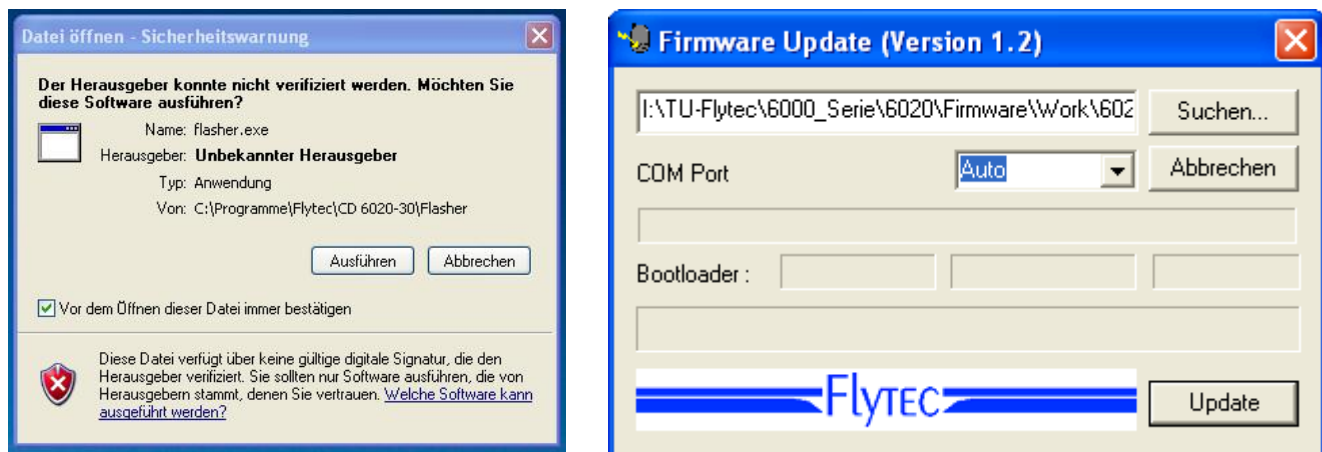 Datei öffnen - Sicherheitswarnung
Der Herausgeber konnte nicht verifiziert werden. Möchten Sie
diese Software ausführen?
Name: flasher.exe
Herausgeber: Unbekannter Herausgeber
Typ: Anwendung
Von: C:\Programme\Flytec\CD 6020-30\Flasher
Ausführen
Abbrechen
Vor dem Öffnen dieser Datei immer bestätigen
Diese Datei verfügt über keine gültige digitale Signatur, die den
Herausgeber verifiziert. Sie sollten nur Software ausführen, die von
Herausgebern stammt, denen Sie vertrauen. Welche Software kann
ausgeführt werden?
Firmware Update (Version 1.2)
I:\TU-Flytec\6000_Serie\6020\Firmware\Work\602
Suchen...
COM Port
Auto
Abbrechen
Bootloader :
FLYTEC
Update